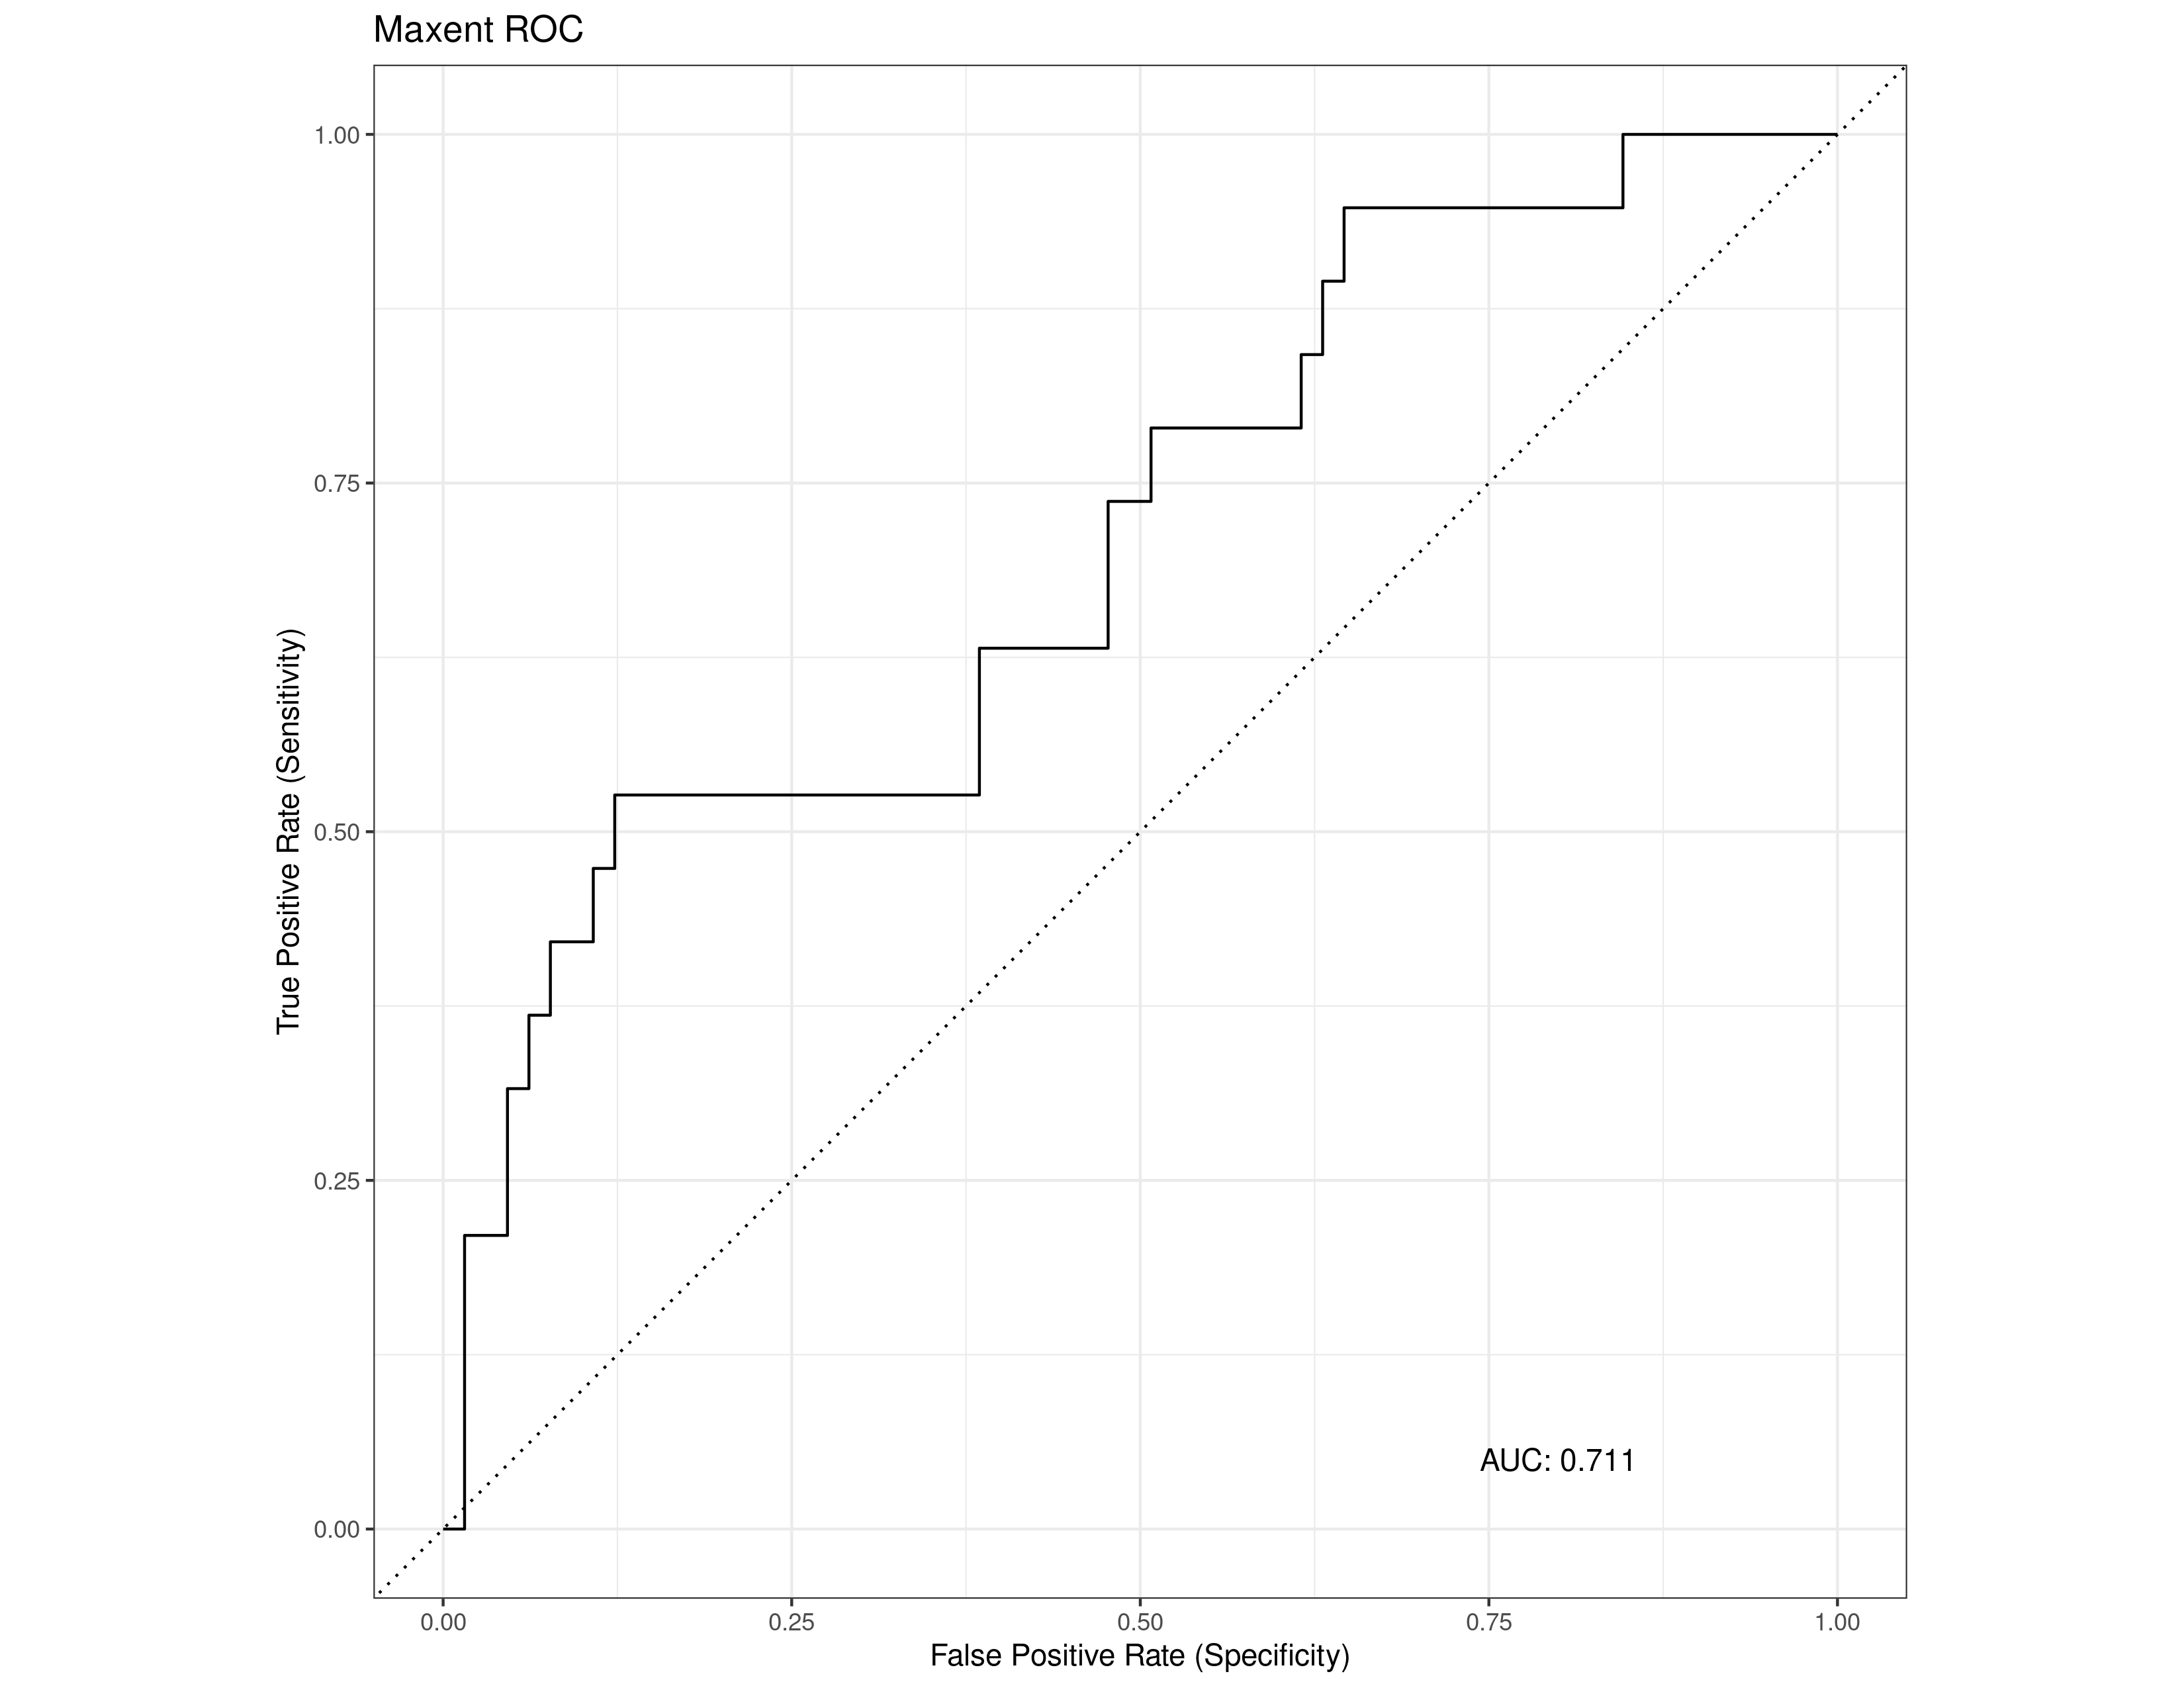 Maxent ROC
1.00
0.75
0.50
0.25
0.00
True Positive Rate (Sensitivity)
AUC: 0.711
0.00 0.25 0.50 0.75 1.00
False Positive Rate (Specificity)